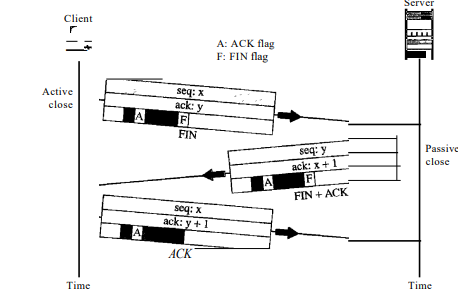 Client
Server
A: ACK flag
F: FIN flag
Active
close
seq: x
ack: y
A F
FIN
Passive
close
seq: y
ack: x + 1
A F
FIN + ACK
seq: x
ack: y + 1
A
ACK
Time
Time